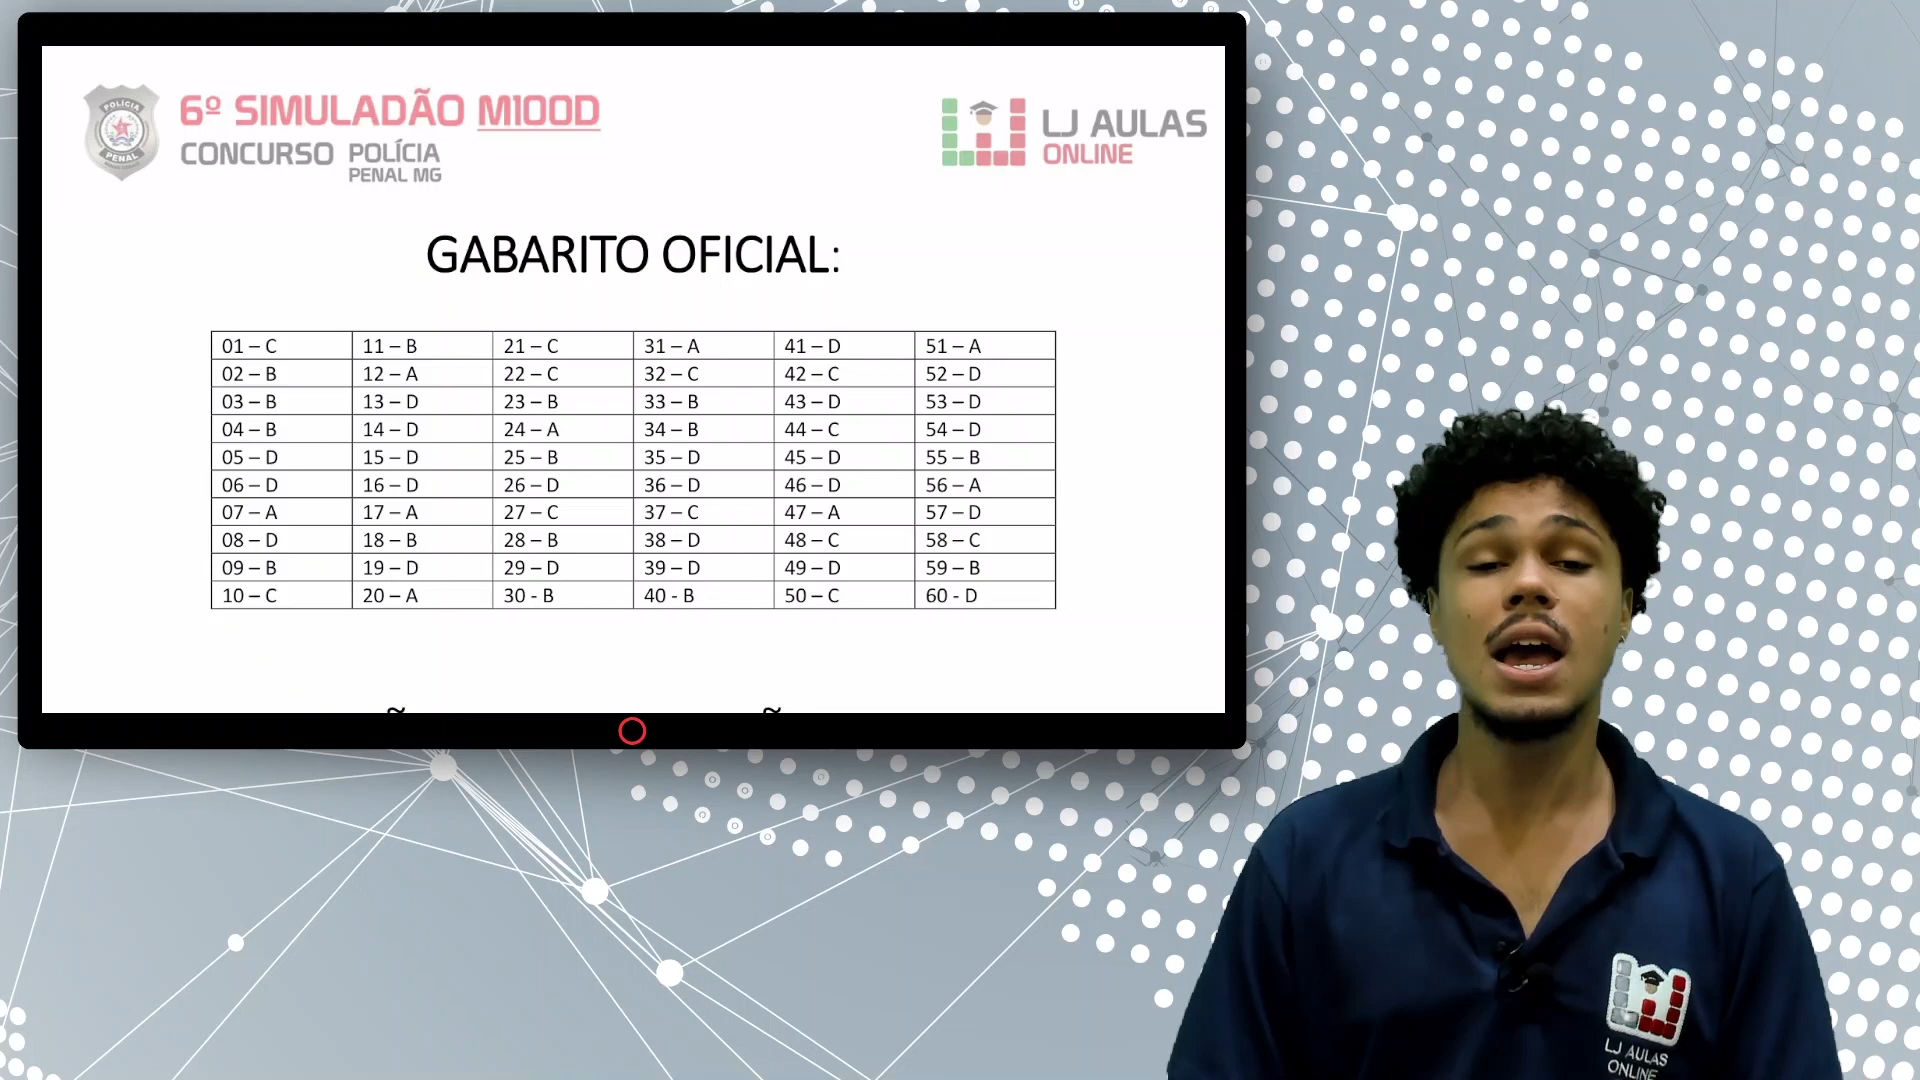 POLÍCIA
PENAL
6º SIMULADÃO M100D
CONCURSO POLÍCIA
PENAL MG
LJ AULAS
ONLINE
GABARITO OFICIAL:
01 – C 11 – B 21 – C 31 – A 41 – D 51 – A
02 – B 12 – A 22 – C 32 – C 42 – C 52 – D
03 – B 13 – D 23 – B 33 – B 43 – D 53 – D
04 – B 14 – D 24 – A 34 – B 44 – C 54 – D
05 – D 15 – D 25 – B 35 – D 45 – D 55 – B
06 – D 16 – D 26 – D 36 – D 46 – D 56 – A
07 – A 17 – A 27 – C 37 – C 47 – A 57 – D
08 – D 18 – B 28 – B 38 – D 48 – C 58 – C
09 – B 19 – D 29 – D 39 – D 49 – D 59 – B
10 – C 20 – A 30 - B 40 - B 50 – C 60 - D
LJ AULAS
ONLINE